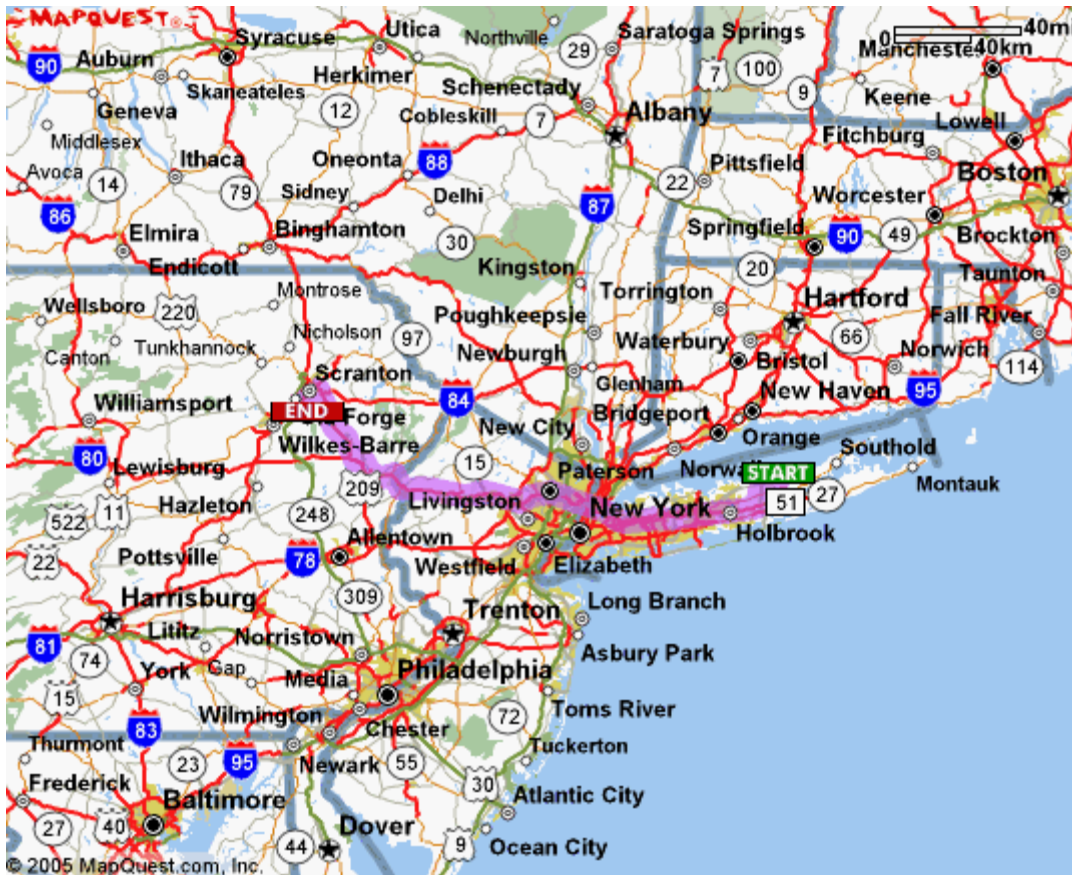 MAPQUEST
Syracuse
Utica
Northville
29
Saratoga Springs
0
40mi
40km
Manchester
90
Auburn
Herkimer
7
100
9
Skaneateles
Schenectady
Keene
Geneva
12
Cobleskill
7
Albany
Fitchburg
Lowell
Middlesex
Ithaca
Oneonta
88
Pittsfield
Boston
Avoca
14
79
Sidney
Delhi
22
Worcester
86
87
Springfield
90
49
Brockton
Elmira
Binghamton
30
Endicott
Kingston
20
Taunton
Wellsboro
220
Montrose
Torrington
Hartford
Poughkeepsie
Fall River
Canton
Tunkhannock
Nicholson
97
Waterbury
66
Newburgh
Bristol
Norwich
114
Scranton
Glenham
New Haven
95
Williamsport
END
Forge
84
New City
Bridgeport
Wilkes-Barre
Orange
Southold
80
Lewisburg
15
Paterson
START
Montauk
Hazleton
209
Livingston
New York
51
27
522
11
248
Holbrook
Pottsville
Allentown
22
78
Westfield
Elizabeth
Harrisburg
309
Trenton
Long Branch
81
Lititz
Norristown
Asbury Park
74
York
Gap
Media
Philadelphia
15
Toms River
83
Wilmington
Chester
72
Thurmont
Tuckerton
23
95
Newark
55
30
Frederick
Baltimore
Atlantic City
27
40
Dover
44
9
Ocean City
© 2005 MapQuest.com, Inc.